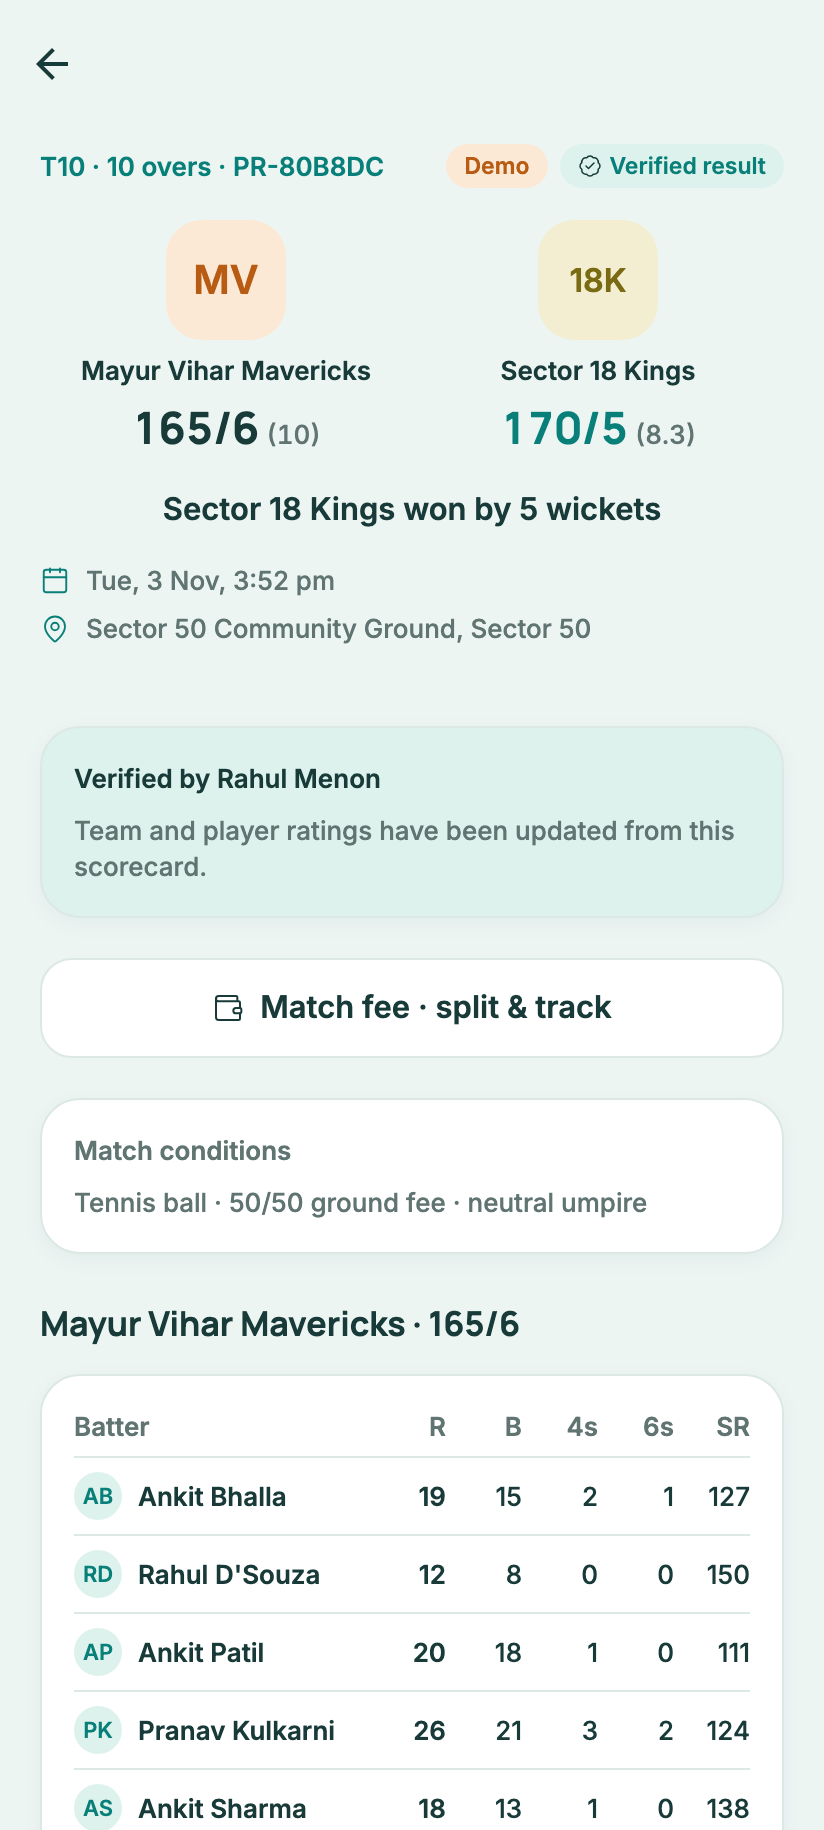 T10 · 10 overs · PR-80B8DC
Demo
Verified result
MV
18K
Mayur Vihar Mavericks
Sector 18 Kings
165/6 (10)
170/5 (8.3)
Sector 18 Kings won by 5 wickets
Tue, 3 Nov, 3:52 pm
Sector 50 Community Ground, Sector 50
Verified by Rahul Menon
Team and player ratings have been updated from this
scorecard.
Match fee · split & track
Match conditions
Tennis ball · 50/50 ground fee · neutral umpire
Mayur Vihar Mavericks · 165/6
Batter R B 4s 6s SR
AB Ankit Bhalla 19 15 2 1 127
RD Rahul D'Souza 12 8 0 0 150
AP Ankit Patil 20 18 1 0 111
PK Pranav Kulkarni 26 21 3 2 124
AS Ankit Sharma 18 13 1 0 138